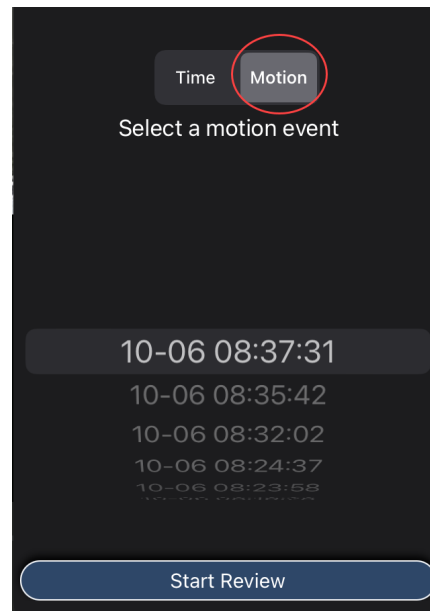 Time Motion
Select a motion event
10-06 08:37:31
10-06 08:35:42
10-06 08:32:02
10-06 08:24:37
10-06 08:23:58
Start Review